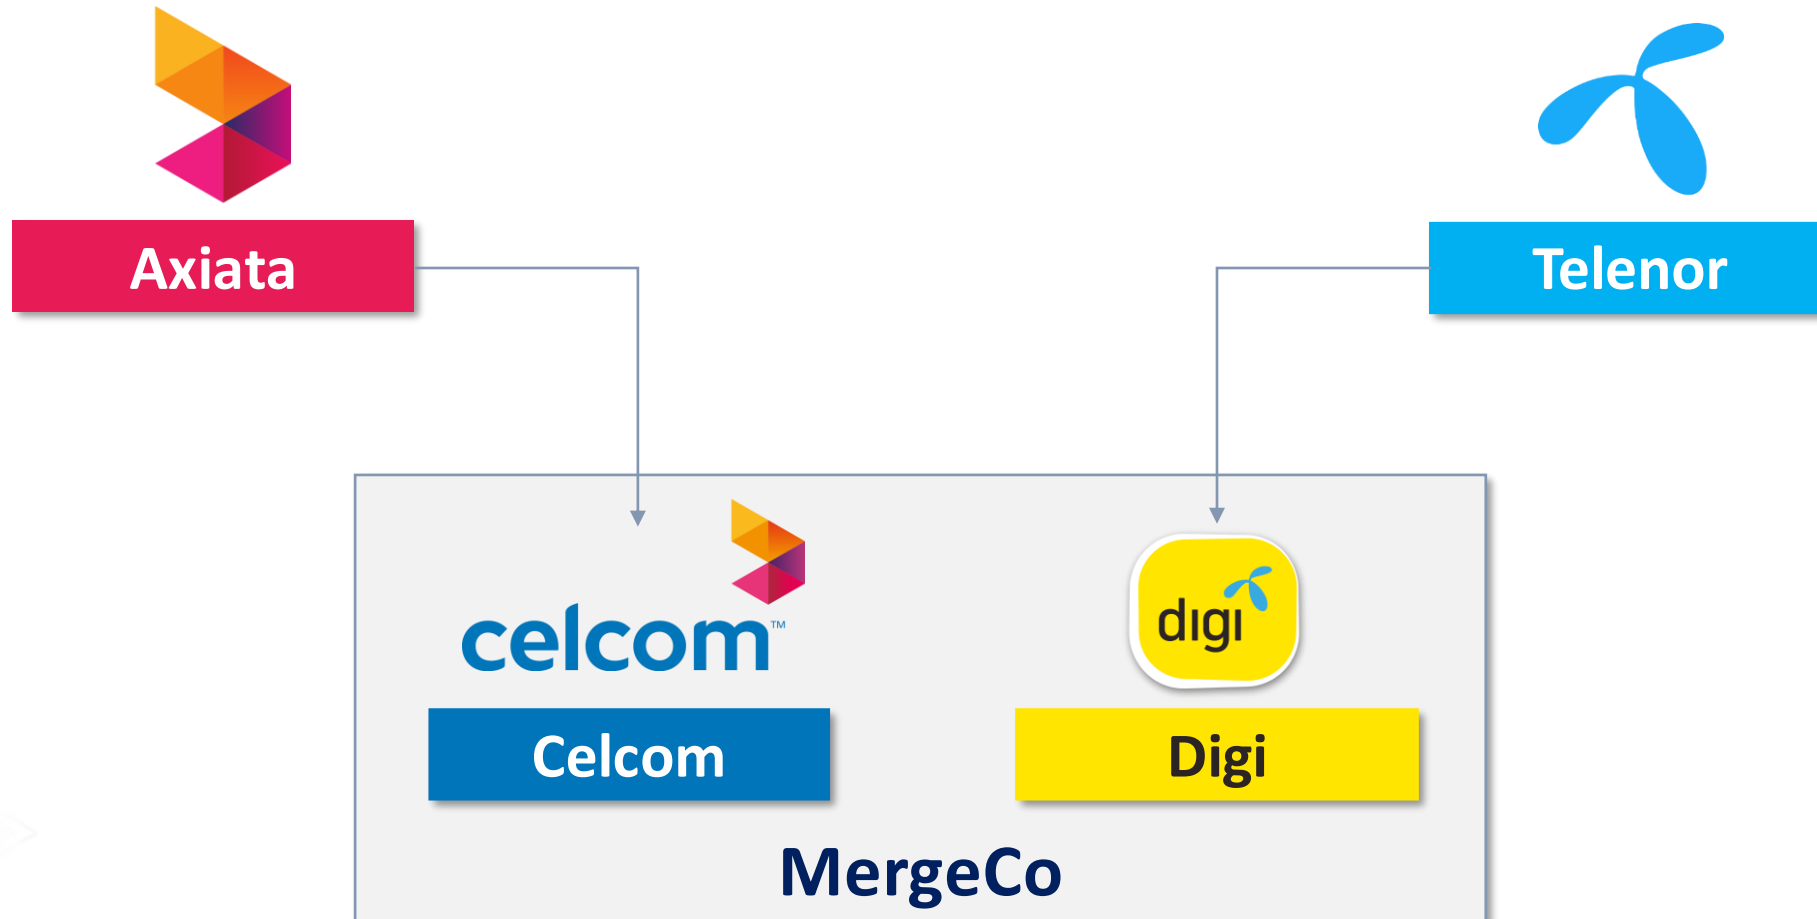 Axiata
Telenor
celcom™
digi
Celcom
Digi
MergeCo